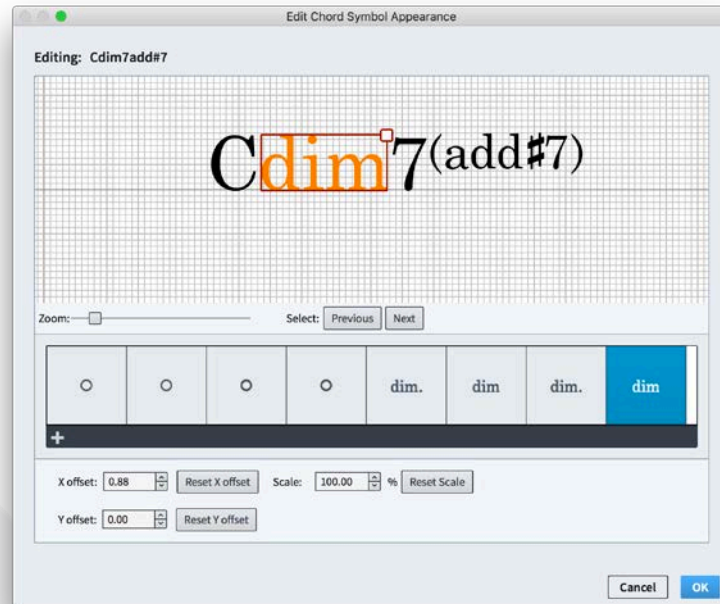 Edit Chord Symbol Appearance
Editing: Cdim7add#7
Cdim7(add♯7)
Zoom: Select: Previous Next
dim. dim dim. dim
+
X offset: 0.88 Reset X offset Scale: 100.00 % Reset Scale
Y offset: 0.00 Reset Y offset
Cancel OK